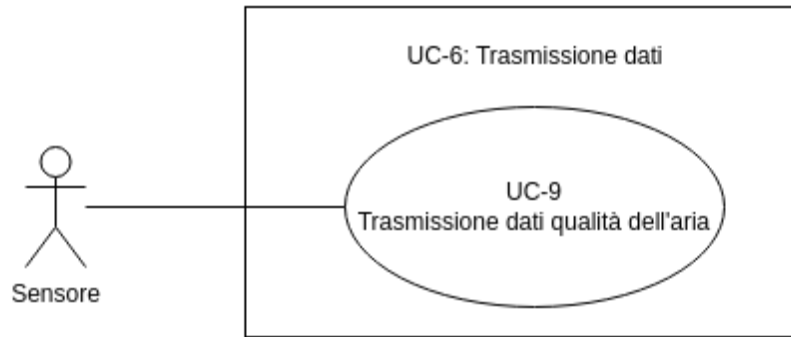 UC-6: Trasmissione dati
UC-9
Trasmissione dati qualità dell'aria
Sensore